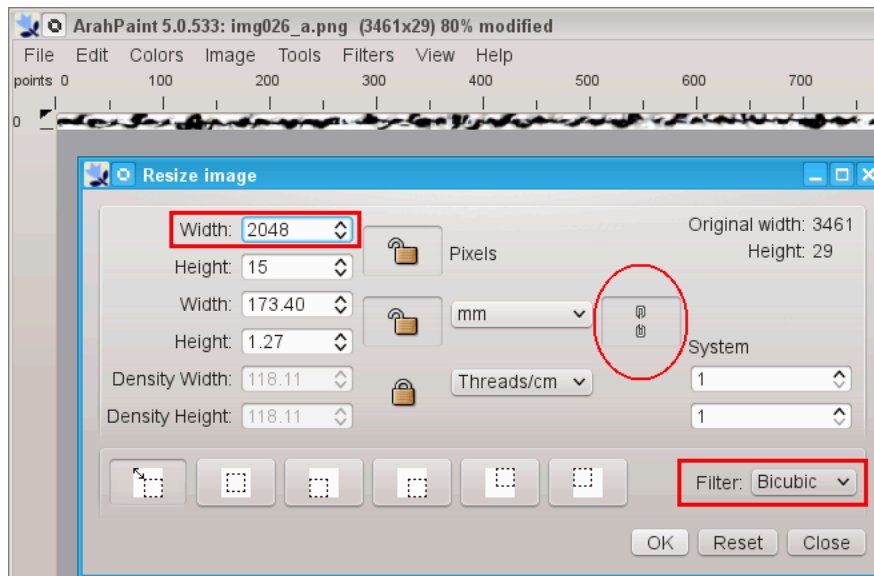 ArahPaint 5.0.533: img026_a.png (3461x29) 80% modified
File Edit Colors Image Tools Filters View Help
points 0 100 200 300 400 500 600 700
0
Resize image
Width: 2048
Original width: 3461
Pixels
Height: 29
Height: 15
Width: 173.40
mm
Height: 1.27
System
Density Width: 118.11
Threads/cm
1
Density Height: 118.11
1
Filter: Bicubic
OK Reset Close